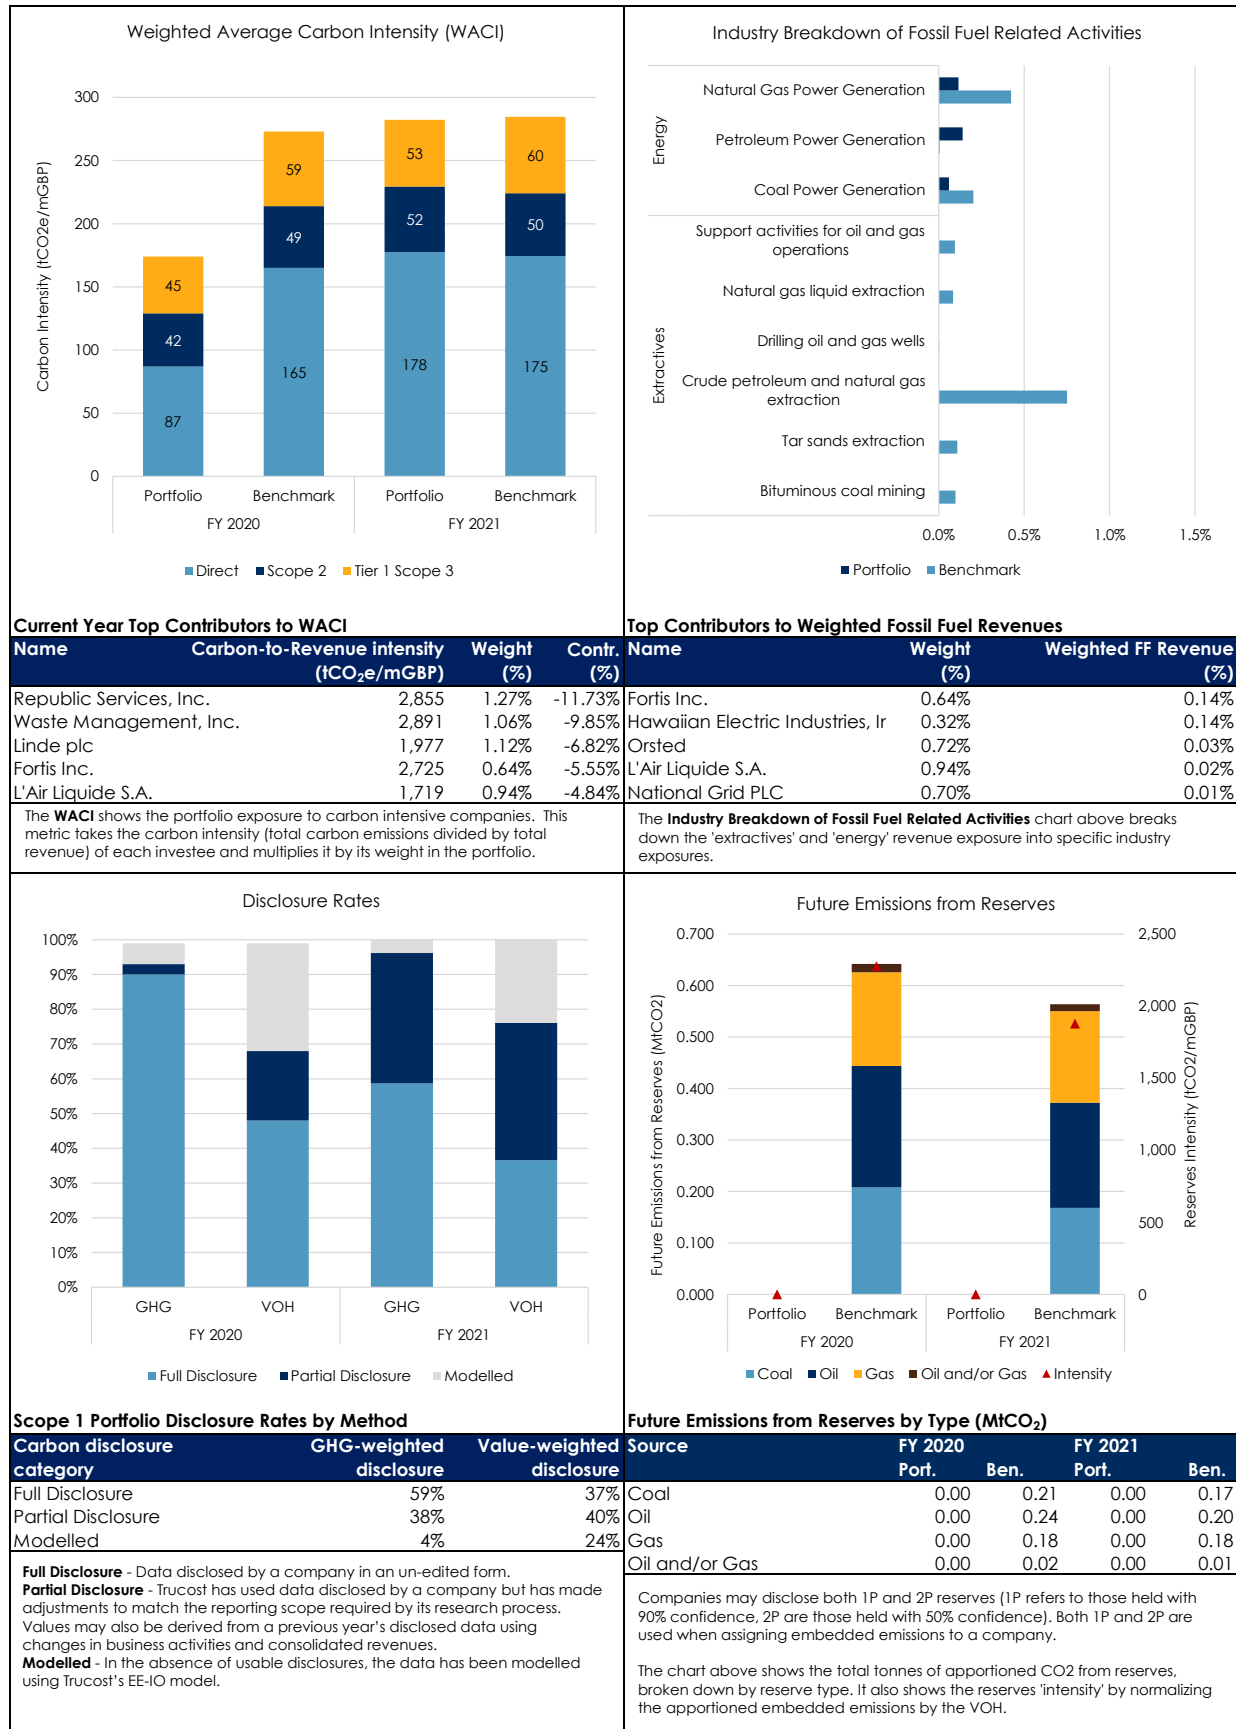 Weighted Average Carbon Intensity (WACI)
300
250
200
150
100
50
0
Carbon Intensity (tCO2e/mGBP)
45
42
87
59
49
165
53
52
178
60
50
175
Portfolio Benchmark Portfolio Benchmark
FY 2020 FY 2021
Direct Scope 2 Tier 1 Scope 3
Industry Breakdown of Fossil Fuel Related Activities
Energy
Natural Gas Power Generation
Petroleum Power Generation
Coal Power Generation
Extractives
Support activities for oil and gas
operations
Natural gas liquid extraction
Drilling oil and gas wells
Crude petroleum and natural gas
extraction
Tar sands extraction
Bituminous coal mining
0.0% 0.5% 1.0% 1.5%
Portfolio Benchmark
Current Year Top Contributors to WACI
Name Carbon-to-Revenue intensity Weight Contr.
(tCO2e/mGBP) (%) (%)
Republic Services, Inc. 2,855 1.27% -11.73%
Waste Management, Inc. 2,891 1.06% -9.85%
Linde plc 1,977 1.12% -6.82%
Fortis Inc. 2,725 0.64% -5.55%
L'Air Liquide S.A. 1,719 0.94% -4.84%
The WACI shows the portfolio exposure to carbon intensive companies. This
metric takes the carbon intensity (total carbon emissions divided by total
revenue) of each investee and multiplies it by its weight in the portfolio.
Top Contributors to Weighted Fossil Fuel Revenues
Name Weight Weighted FF Revenue
(%) (%)
Fortis Inc. 0.64% 0.14%
Hawaiian Electric Industries, Ir 0.32% 0.14%
Orsted 0.72% 0.03%
L'Air Liquide S.A. 0.94% 0.02%
National Grid PLC 0.70% 0.01%
The Industry Breakdown of Fossil Fuel Related Activities chart above breaks
down the 'extractives' and 'energy' revenue exposure into specific industry
exposures.
Disclosure Rates
100%
90%
80%
70%
60%
50%
40%
30%
20%
10%
0%
GHG VOH GHG VOH
FY 2020 FY 2021
Full Disclosure Partial Disclosure Modelled
Future Emissions from Reserves
0.700
0.600
0.500
0.400
0.300
0.200
0.100
0.000
Future Emissions from Reserves (MtCO2)
2,500
2,000
1,500
1,000
500
0
Reserves Intensity (tCO2/mGBP)
Portfolio Benchmark Portfolio Benchmark
FY 2020 FY 2021
Coal Oil Gas Oil and/or Gas Intensity
Scope 1 Portfolio Disclosure Rates by Method
Carbon disclosure GHG-weighted Value-weighted
category disclosure disclosure
Full Disclosure 59% 37%
Partial Disclosure 38% 40%
Modelled 4% 24%
Full Disclosure - Data disclosed by a company in an un-edited form.
Partial Disclosure - Trucost has used data disclosed by a company but has made
adjustments to match the reporting scope required by its research process.
Values may also be derived from a previous year's disclosed data using
changes in business activities and consolidated revenues.
Modelled - In the absence of usable disclosures, the data has been modelled
using Trucost's EE-IO model.
Future Emissions from Reserves by Type (MtCO2)
Source FY 2020 FY 2021
Port. Ben. Port. Ben.
Coal 0.00 0.21 0.00 0.17
Oil 0.00 0.24 0.00 0.20
Gas 0.00 0.18 0.00 0.18
Oil and/or Gas 0.00 0.02 0.00 0.01
Companies may disclose both 1P and 2P reserves (1P refers to those held with
90% confidence, 2P are those held with 50% confidence). Both 1P and 2P are
used when assigning embedded emissions to a company.
The chart above shows the total tonnes of apportioned CO2 from reserves,
broken down by reserve type. It also shows the reserves 'intensity' by normalizing
the apportioned embedded emissions by the VOH.